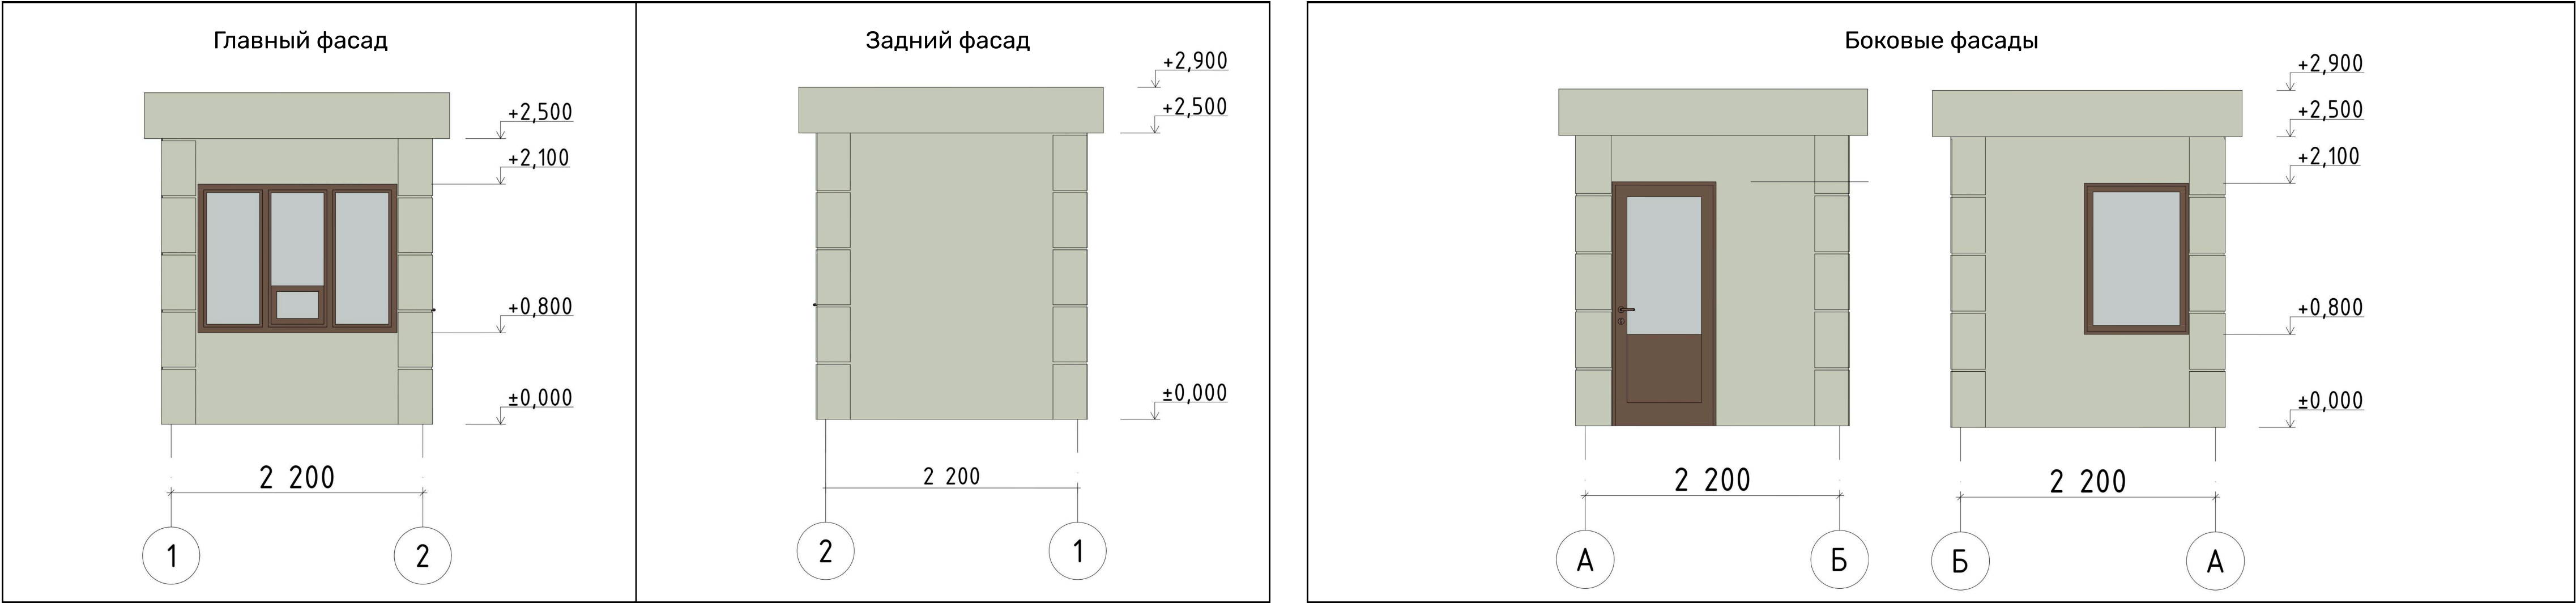 Главный фасад
+2,500
+2,100
+0,800
±0,000
2 200
1
2
Задний фасад
+2,900
+2,500
±0,000
2 200
2
1
Боковые фасады
+2,900
+2,500
+2,100
+0,800
±0,000
2 200
2 200
А
Б
Б
А